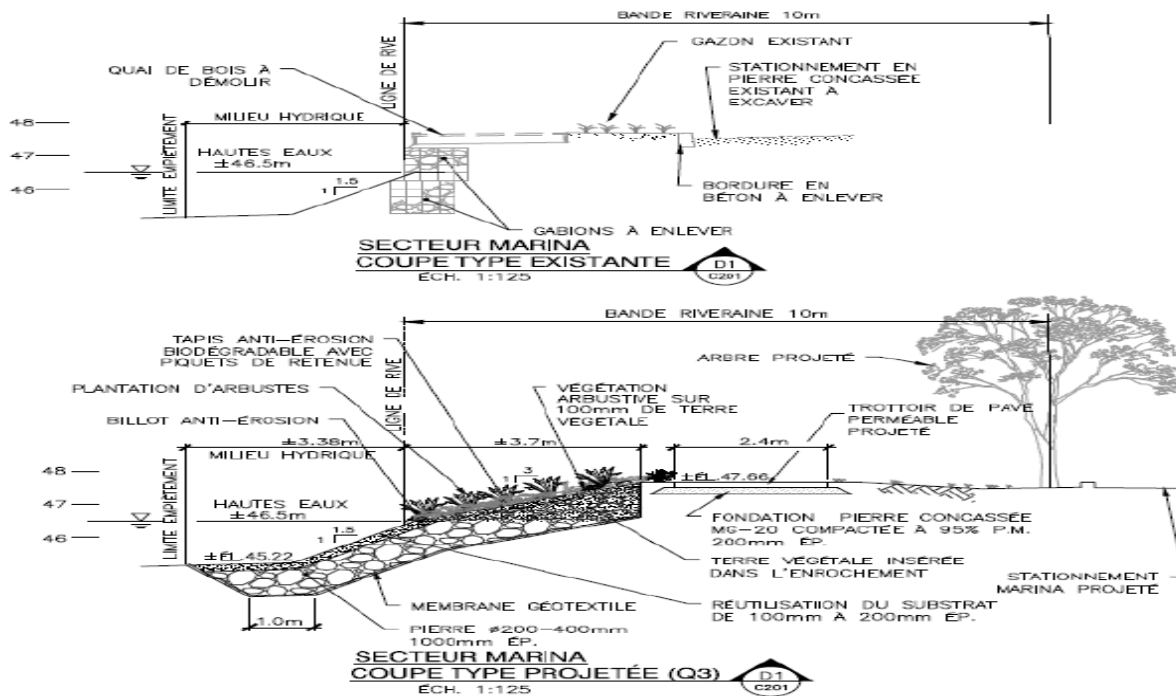 BANDE RIVERAINE 10m
GAZON EXISTANT
QUAI DE BOIS À
DÉMOLIR
LIGNE DE RIVE
STATIONNEMENT EN
PIERRE CONCASSÉE
EXISTANT À
EXCAVER
48
MILIEU HYDRIQUE
LIMITE EMPIÈTEMENT
47
HAUTES EAUX
±46.5m
46
1.5
1
BORDURE EN
BÉTON À ENLEVER
GABIONS À ENLEVER
SECTEUR MARINA
COUPE TYPE EXISTANTE
ÉCH. 1:125
D1
C201
BANDE RIVERAINE 10m
TAPIS ANTI-ÉROSION
BIODÉGRADABLE AVEC
PIQUETS DE RETENUE
ARBRE PROJETÉ
PLANTATION D'ARBUSTES
LIGNE DE RIVE
VÉGÉTATION
ARBUSTIVE SUR
100mm DE TERRE
VEGETALE
BILLOT ANTI-ÉROSION
TROTTOIR DE PAVÉ
PERMÉABLE
PROJETÉ
±3.38m
±3.7m
2.4m
MILIEU HYDRIQUE
48
3
1
±ÉL.47.66
LIMITE EMPIÈTEMENT
47
HAUTES EAUX
±46.5m
46
1.5
1
±ÉL.45.22
FONDATION PIERRE CONCASSÉE
MG-20 COMPACTÉE À 95% P.M.
200mm ÉP.
TERRE VÉGÉTALE INSÉRÉE
DANS L'ENROCHEMENT
STATIONNEMENT
MARINA PROJETÉ
MEMBRANE GÉOTEXTILE
RÉUTILISATION DU SUBSTRAT
DE 100mm À 200mm ÉP.
1.0m
PIERRE ø200-400mm
1000mm ÉP.
SECTEUR MARINA
COUPE TYPE PROJETÉE (Q3)
ÉCH. 1:125
D1
C201